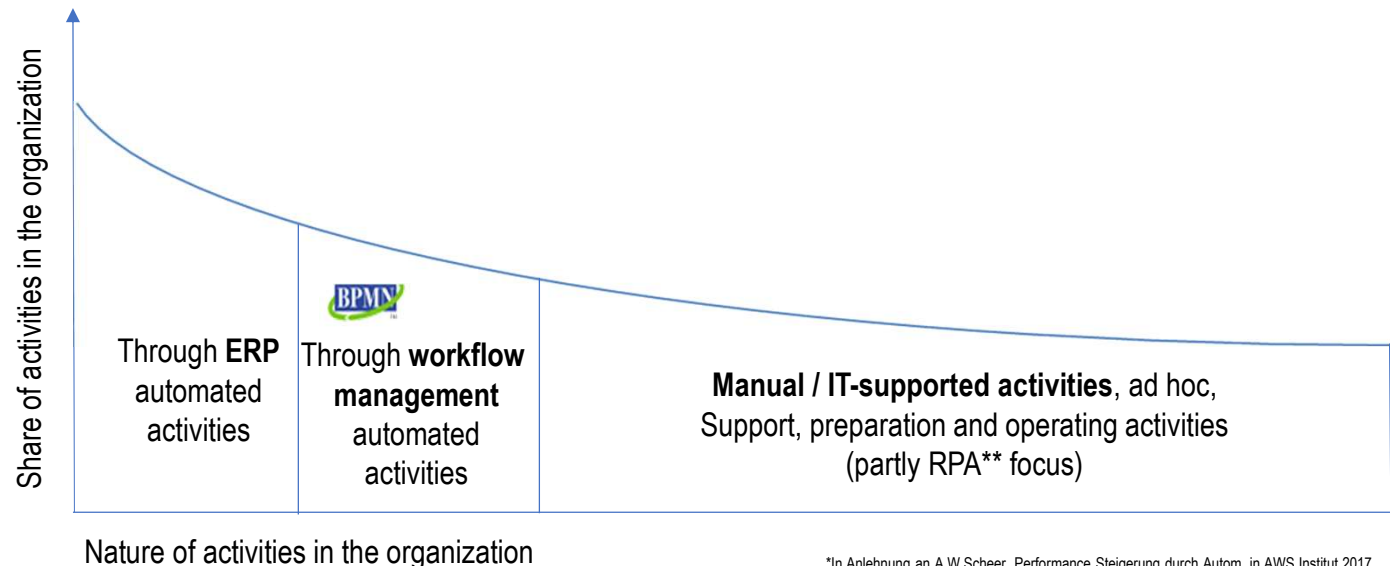 Share of activities in the organization
BPMN
Through ERP
automated
activities
Through workflow
management
automated
activities
Manual / IT-supported activities, ad hoc,
Support, preparation and operating activities
(partly RPA** focus)
Nature of activities in the organization
*In Anlehnung an A.W.Scheer, Performance Steigerung durch Autom. in AWS Institut 2017